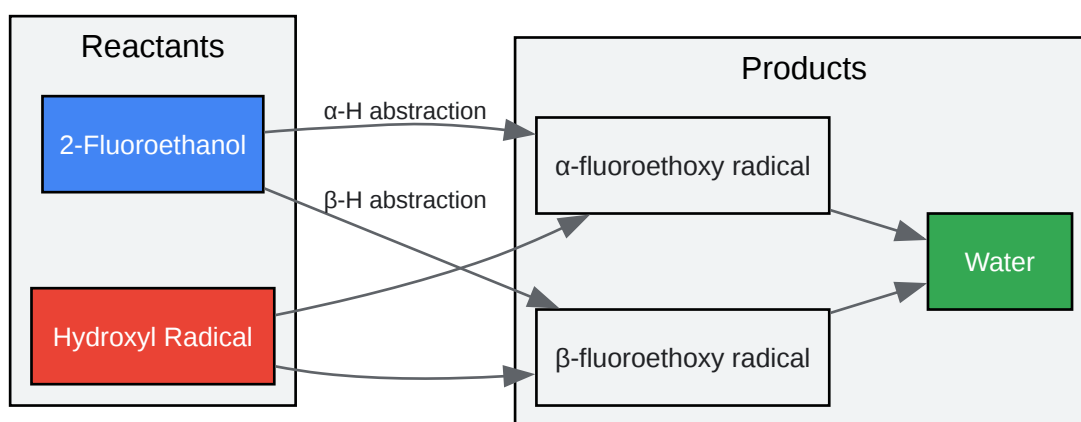 Reactants
Products
2-Fluoroethanol
α-H abstraction
α-fluoroethoxy radical
β-H abstraction
Water
Hydroxyl Radical
β-fluoroethoxy radical